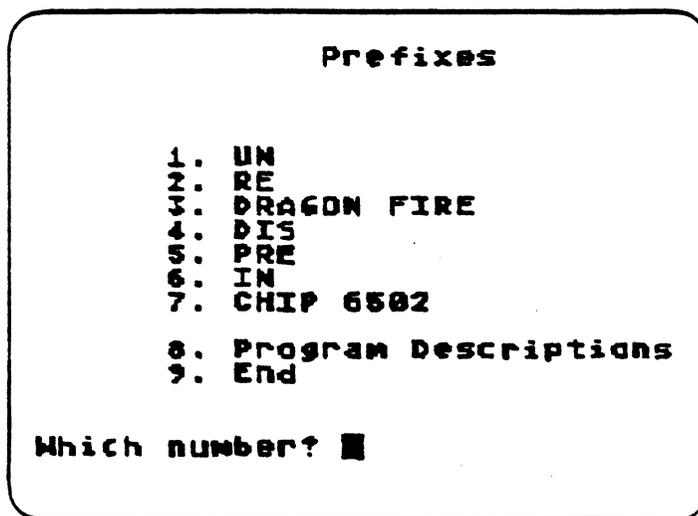 Prefixes
1. UN
2. RE
3. DRAGON FIRE
4. DIS
5. PRE
6. IN
7. CHIP 6502
8. Program Descriptions
9. End
Which number?